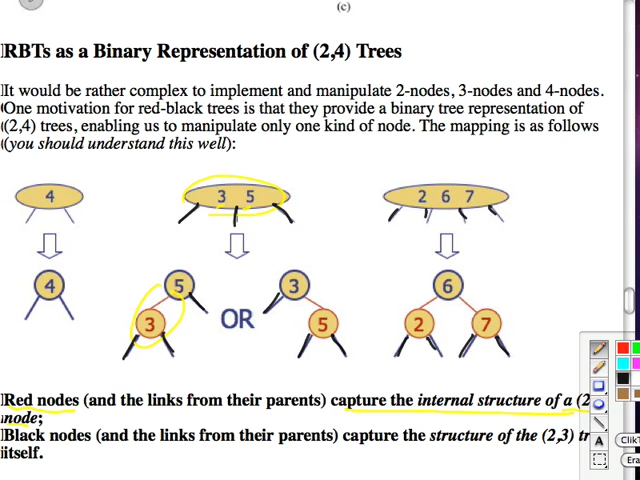 (c)
RBTs as a Binary Representation of (2,4) Trees
It would be rather complex to implement and manipulate 2-nodes, 3-nodes and 4-nodes.
One motivation for red-black trees is that they provide a binary tree representation of
(2,4) trees, enabling us to manipulate only one kind of node. The mapping is as follows
(you should understand this well):
4 3 5 2 6 7
4 5 3 6
3 OR 5 2 7
Red nodes (and the links from their parents) capture the internal structure of a (2
node;
Black nodes (and the links from their parents) capture the structure of the (2,3) tr
itself.
A
ClikT
Era